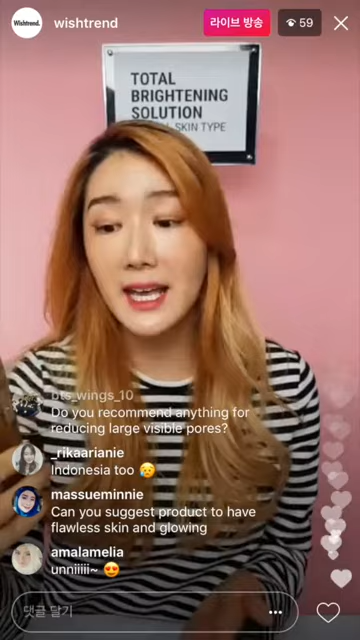 Wishtrend.
wishtrend
라이브 방송
59
TOTAL
BRIGHTENING
SOLUTION
SKIN TYPE
bts_wings_10
Do you recommend anything for
reducing large visible pores?
_rikaarianie
Indonesia too 😥
massueminnie
Can you suggest product to have
flawless skin and glowing
amalamelia
unniiiii~ 😍
댓글 달기